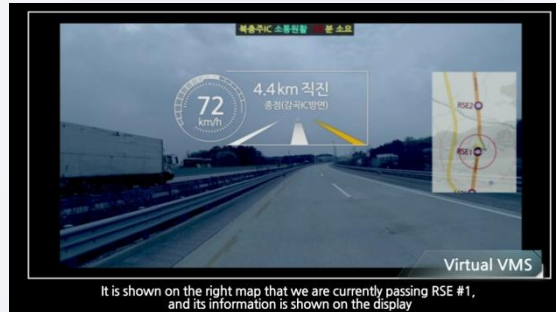 북충주IC 소통원활 분 소요
4.4km 직진
종점(감곡IC방면)
72
km/h
RSE2
RSE1
Virtual VMS
It is shown on the right map that we are currently passing RSE #1,
and its information is shown on the display